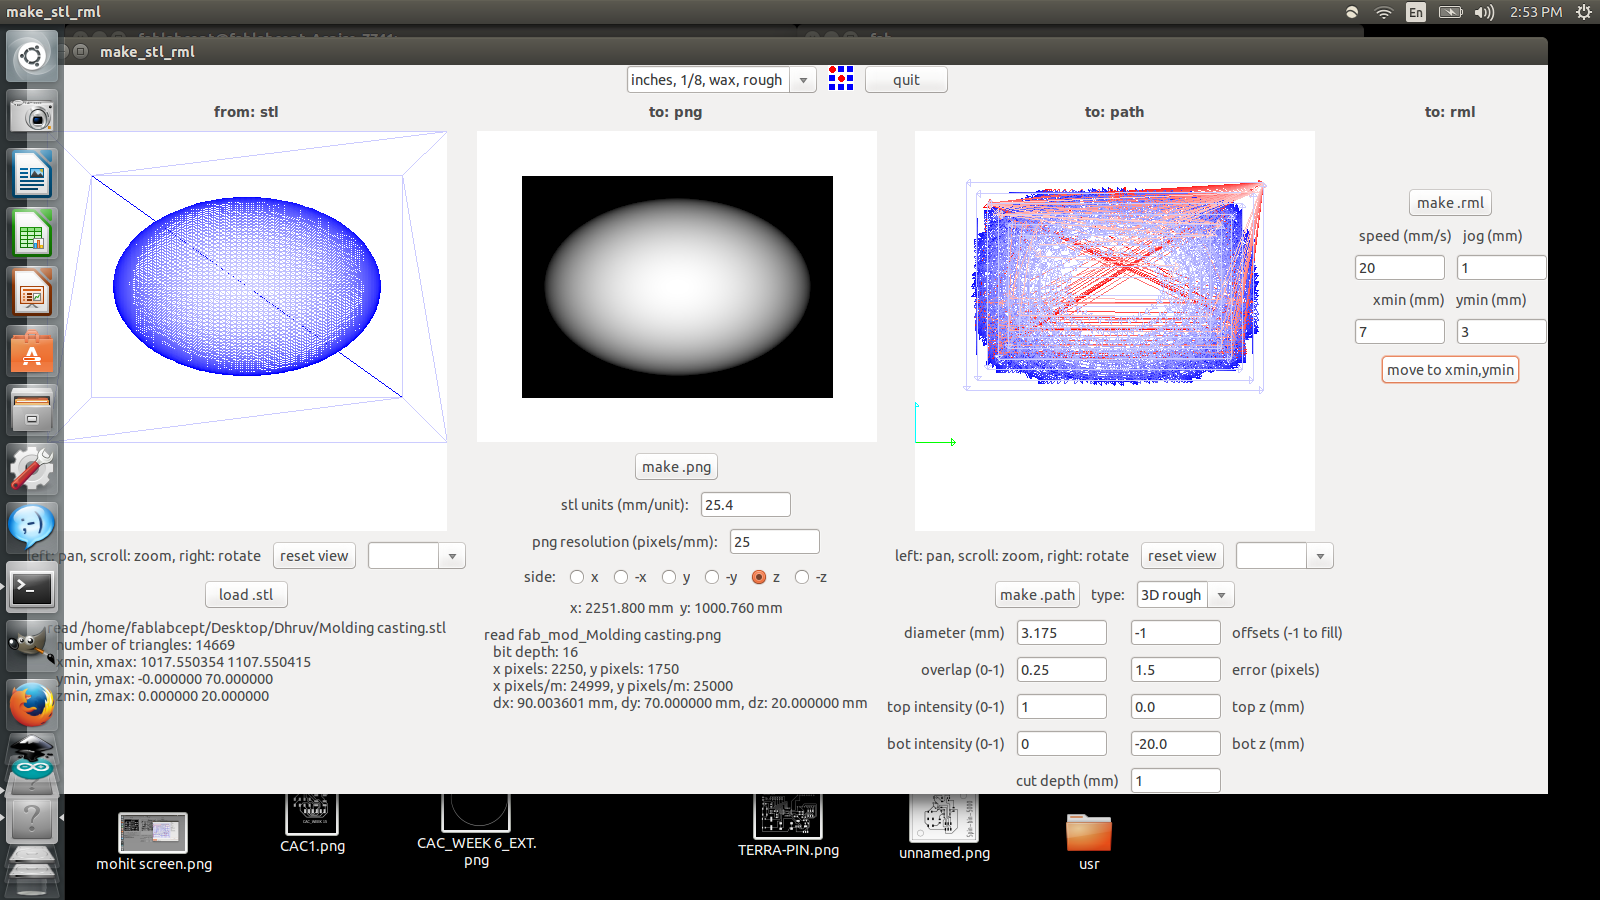 make_stl_rml
En
2:53 PM
make_stl_rml
inches, 1/8, wax, rough
quit
from: stl
to: png
to: path
to: rml
make .rml
speed (mm/s) jog (mm)
20 1
xmin (mm) ymin (mm)
7 3
move to xmin,ymin
make .png
stl units (mm/unit): 25.4
png resolution (pixels/mm): 25
side: x -x y -y z -z
x: 2251.800 mm y: 1000.760 mm
read fab_mod_Molding casting.png
bit depth: 16
x pixels: 2250, y pixels: 1750
x pixels/m: 24999, y pixels/m: 25000
dx: 90.003601 mm, dy: 70.000000 mm, dz: 20.000000 mm
left: pan, scroll: zoom, right: rotate reset view
load .stl
read /home/fablabcept/Desktop/Dhruv/Molding casting.stl
number of triangles: 14669
xmin, xmax: 1017.550354 1107.550415
ymin, ymax: -0.000000 70.000000
zmin, zmax: 0.000000 20.000000
left: pan, scroll: zoom, right: rotate reset view
make .path type: 3D rough
diameter (mm) 3.175 -1 offsets (-1 to fill)
overlap (0-1) 0.25 1.5 error (pixels)
top intensity (0-1) 1 0.0 top z (mm)
bot intensity (0-1) 0 -20.0 bot z (mm)
cut depth (mm) 1
mohit screen.png
CAC1.png
CAC_WEEK 6_EXT.
png
TERRA-PIN.png
unnamed.png
usr